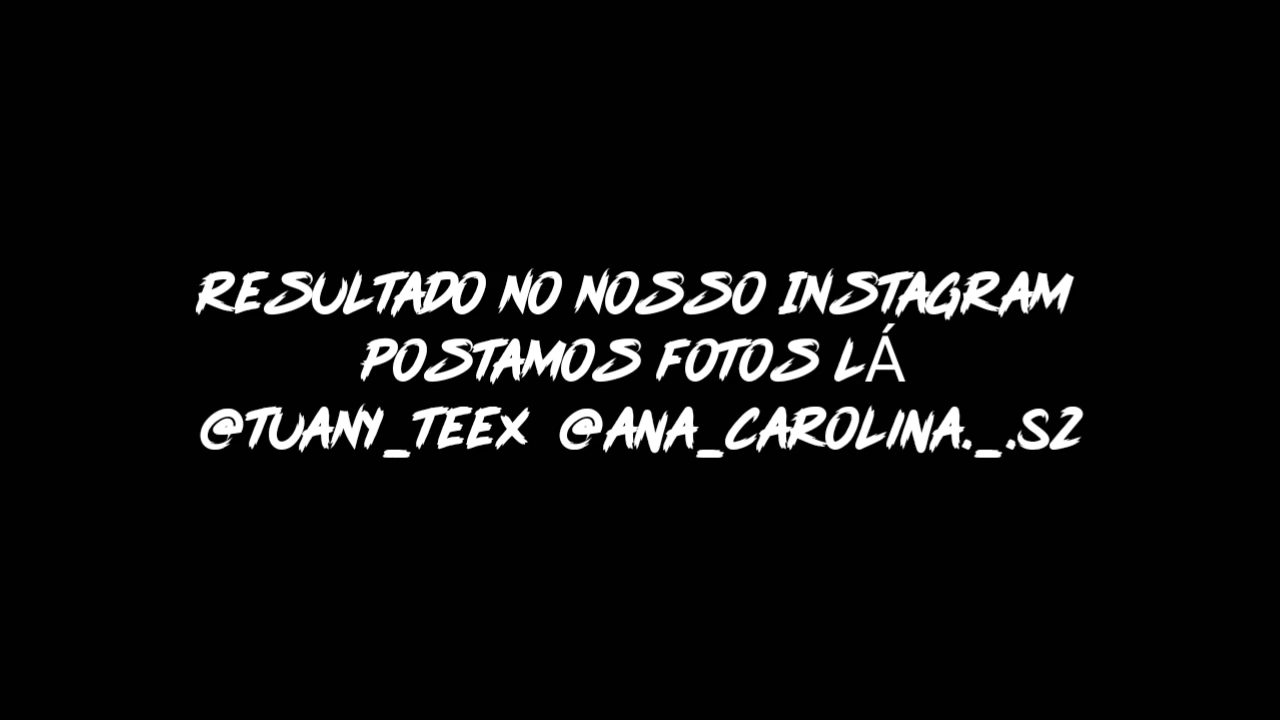 RESULTADO NO NOSSO INSTAGRAM
POSTAMOS FOTOS LÁ
@TUANY_TEEX @ANA_CAROLINA._.S2